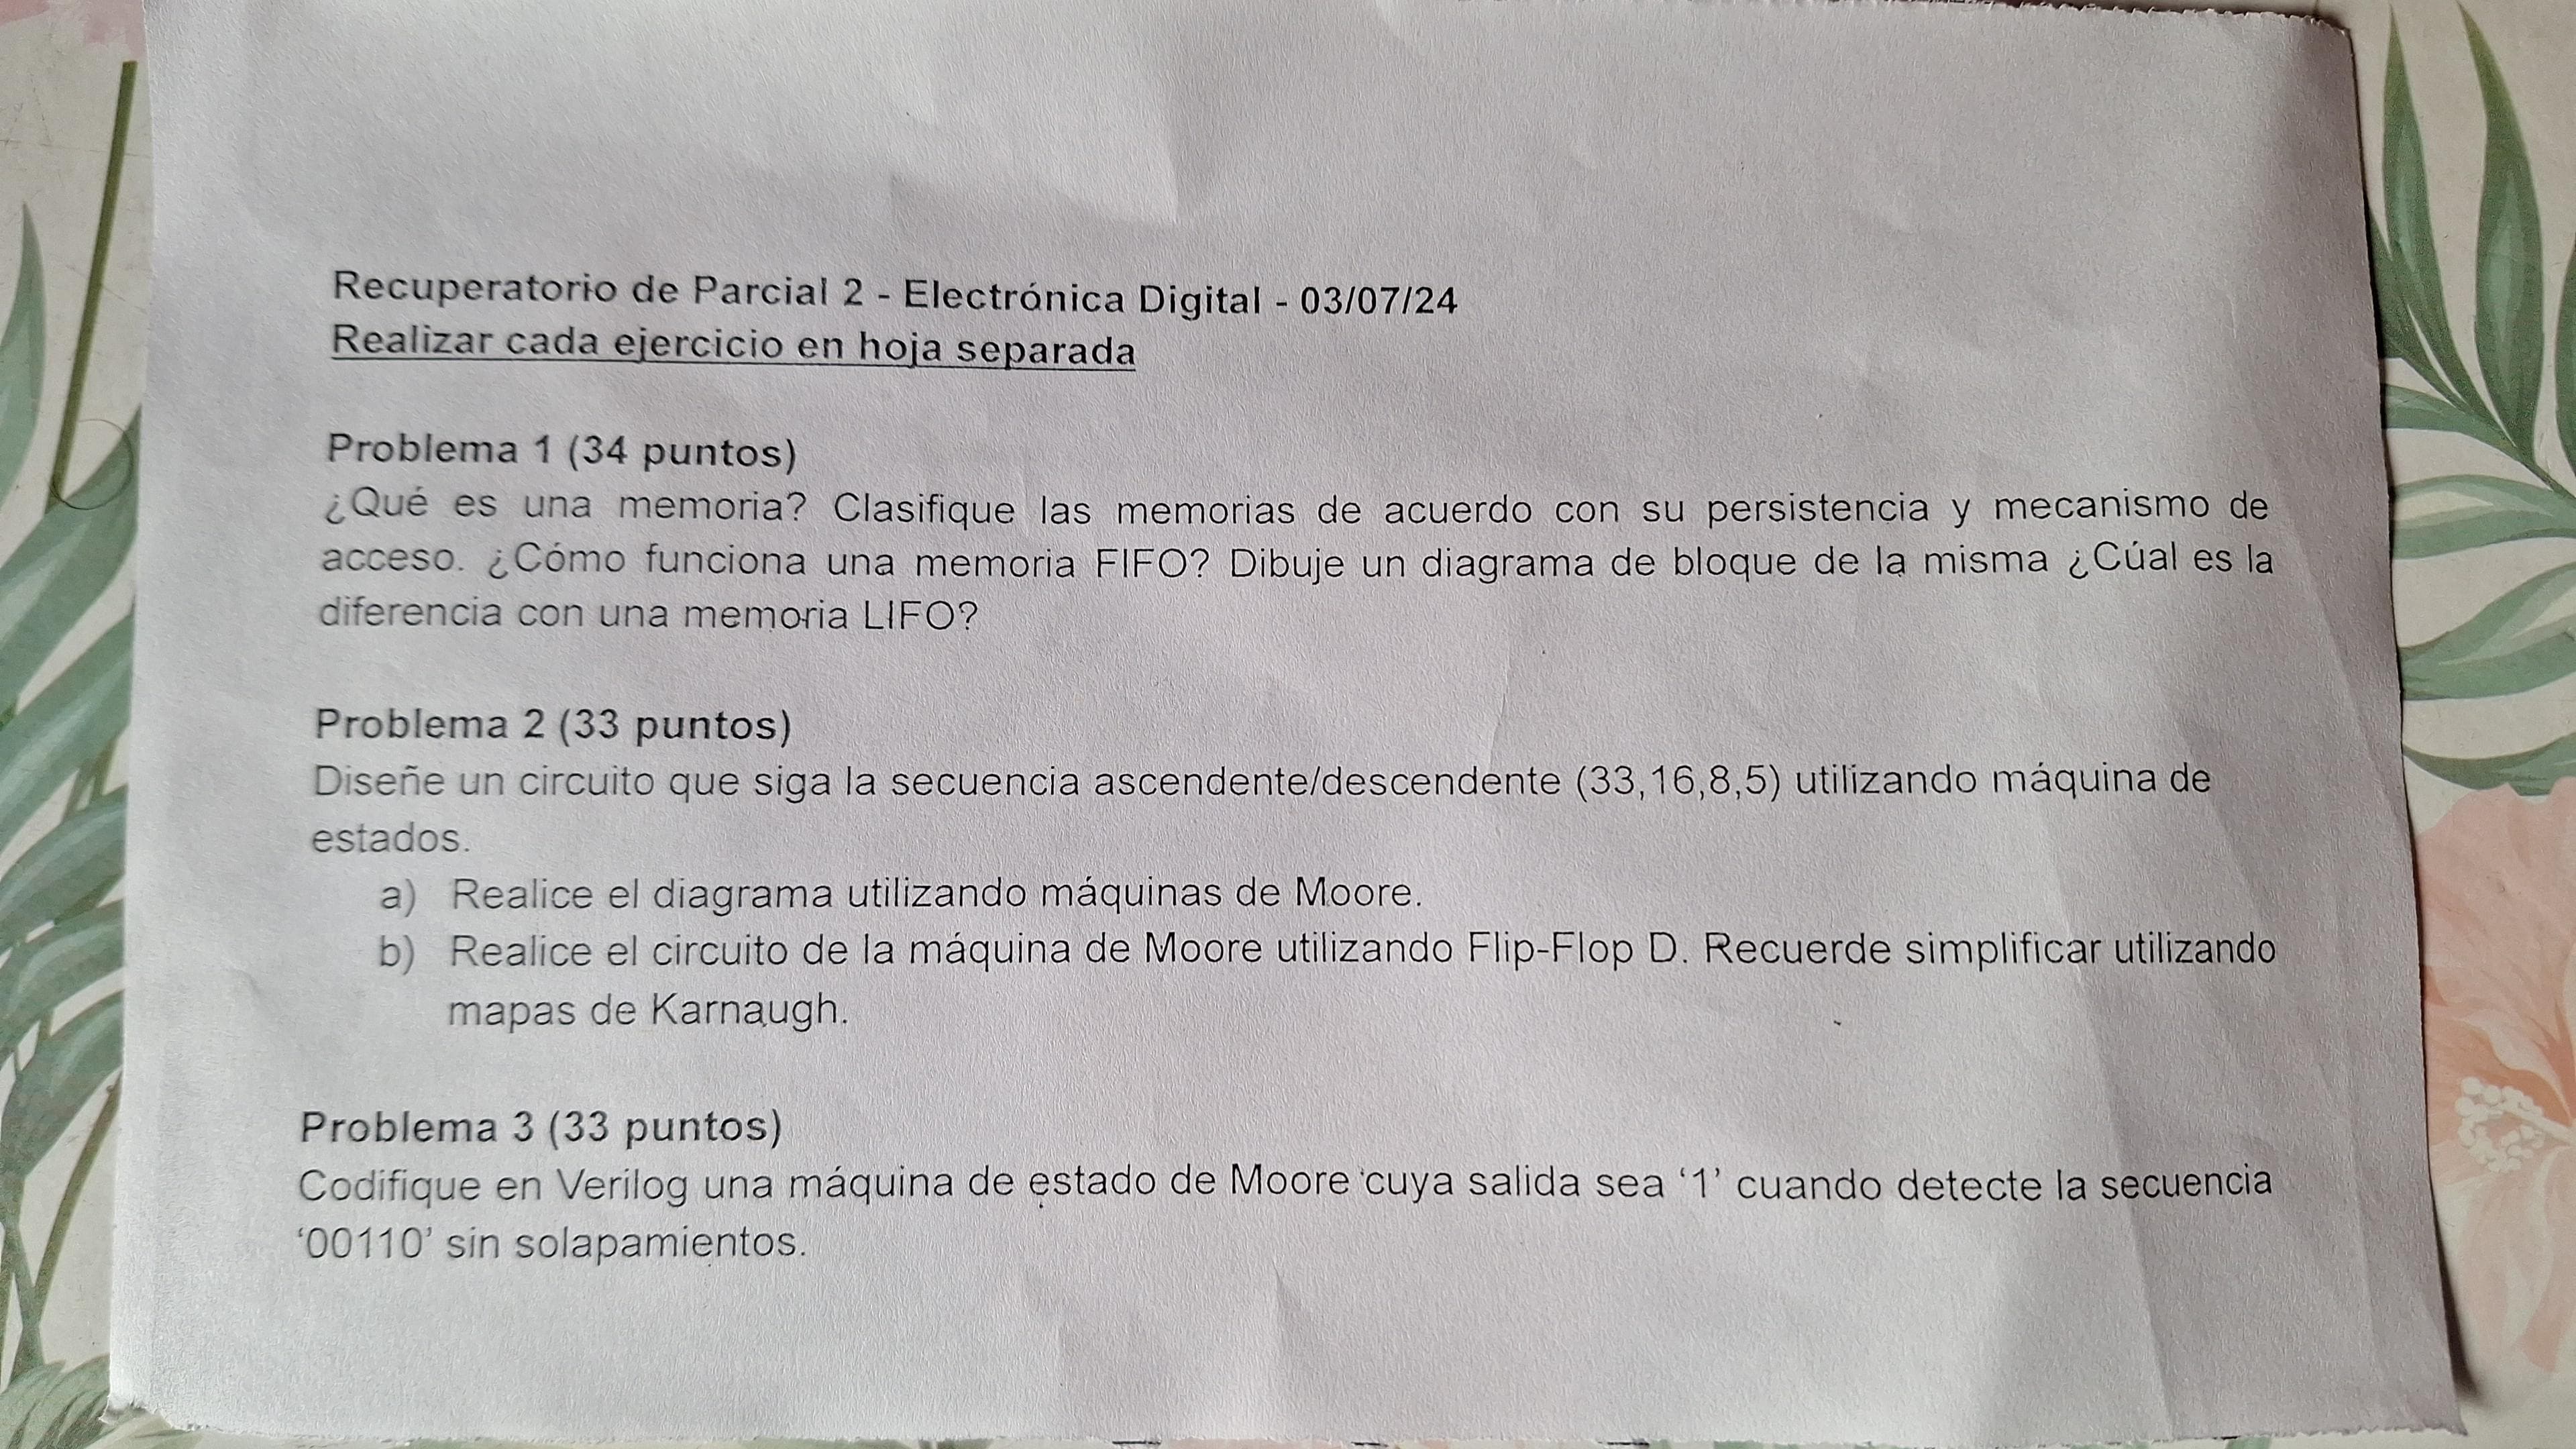 Recuperatorio de Parcial 2 - Electrónica Digital - 03/07/24
Realizar cada ejercicio en hoja separada
Problema 1 (34 puntos)
¿Qué es una memoria? Clasifique las memorias de acuerdo con su persistencia y mecanismo de
acceso. ¿Cómo funciona una memoria FIFO? Dibuje un diagrama de bloque de la misma ¿Cúal es la
diferencia con una memoria LIFO?
Problema 2 (33 puntos)
Diseñe un circuito que siga la secuencia ascendente/descendente (33,16,8,5) utilizando máquina de
estados.
a) Realice el diagrama utilizando máquinas de Moore.
b) Realice el circuito de la máquina de Moore utilizando Flip-Flop D. Recuerde simplificar utilizando
mapas de Karnaugh.
Problema 3 (33 puntos)
Codifique en Verilog una máquina de estado de Moore cuya salida sea ‘1’ cuando detecte la secuencia
‘00110’ sin solapamientos.